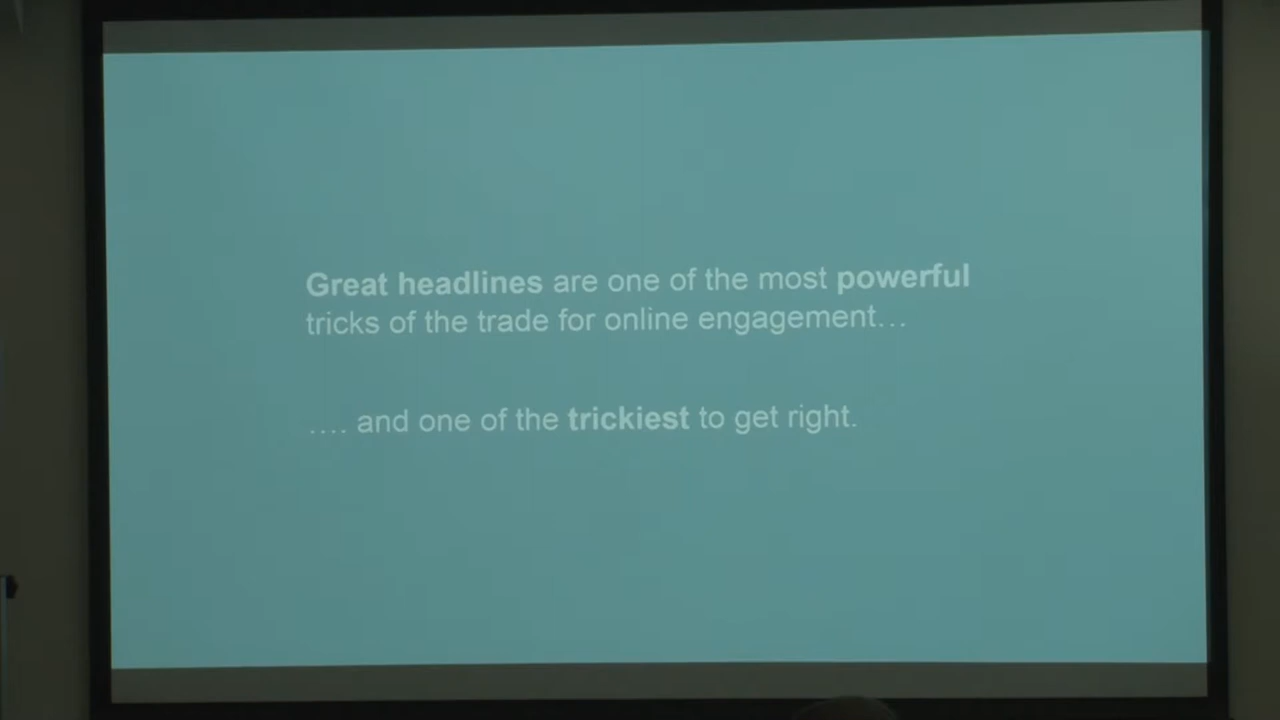 Great headlines are one of the most powerful
tricks of the trade for online engagement…
…. and one of the trickiest to get right.